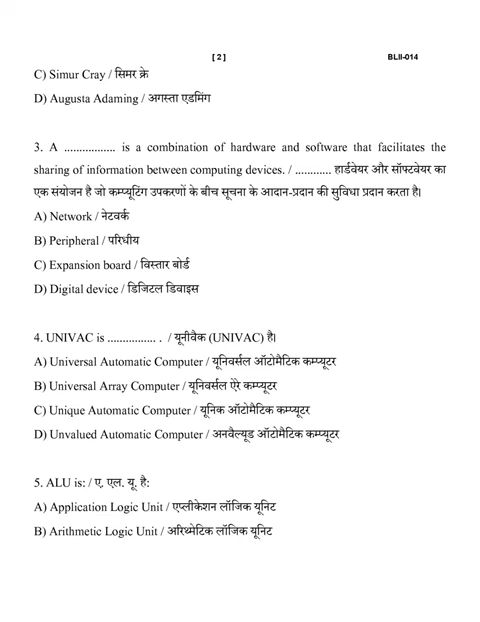 [ 2 ] BLII-014
C) Simur Cray / सिमर क्रे
D) Augusta Adaming / अगस्ता एडमिंग
3. A ................ is a combination of hardware and software that facilitates the
sharing of information between computing devices. / ............ हार्डवेयर और सॉफ्टवेयर का
एक संयोजन है जो कम्प्यूटिंग उपकरणों के बीच सूचना के आदान-प्रदान की सुविधा प्रदान करता है।
A) Network / नेटवर्क
B) Peripheral / परिधीय
C) Expansion board / विस्तार बोर्ड
D) Digital device / डिजिटल डिवाइस
4. UNIVAC is ................ . / यूनीवैक (UNIVAC) है।
A) Universal Automatic Computer / यूनिवर्सल ऑटोमैटिक कम्प्यूटर
B) Universal Array Computer / यूनिवर्सल ऐरे कम्प्यूटर
C) Unique Automatic Computer / यूनिक ऑटोमैटिक कम्प्यूटर
D) Unvalued Automatic Computer / अनवैल्यूड ऑटोमैटिक कम्प्यूटर
5. ALU is: / ए. एल. यू. है:
A) Application Logic Unit / एप्लीकेशन लॉजिक यूनिट
B) Arithmetic Logic Unit / अरिथ्मेटिक लॉजिक यूनिट